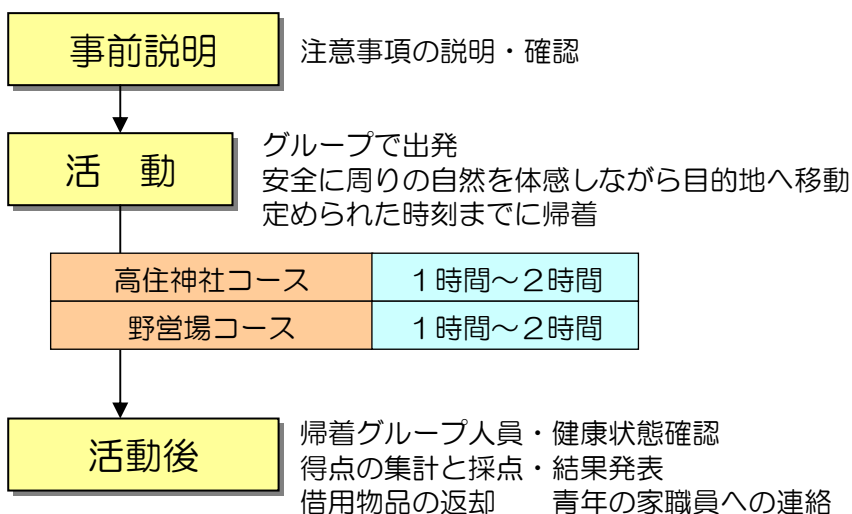 事前説明
注意事項の説明・確認
活　動
グループで出発
安全に周りの自然を体感しながら目的地へ移動
定められた時刻までに帰着
高住神社コース　１時間～２時間
野営場コース　１時間～２時間
活動後
帰着グループ人員・健康状態確認
得点の集計と採点・結果発表
借用物品の返却　　青年の家職員への連絡